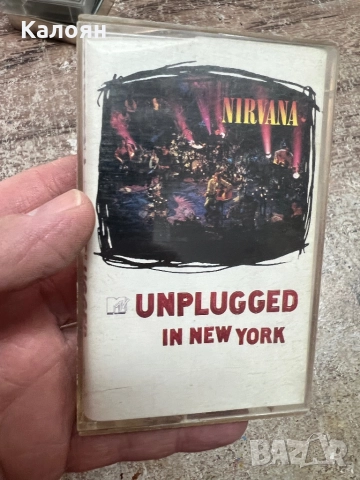 Калоян
NIRVANA
MTV UNPLUGGED
IN NEW YORK
BAZAR